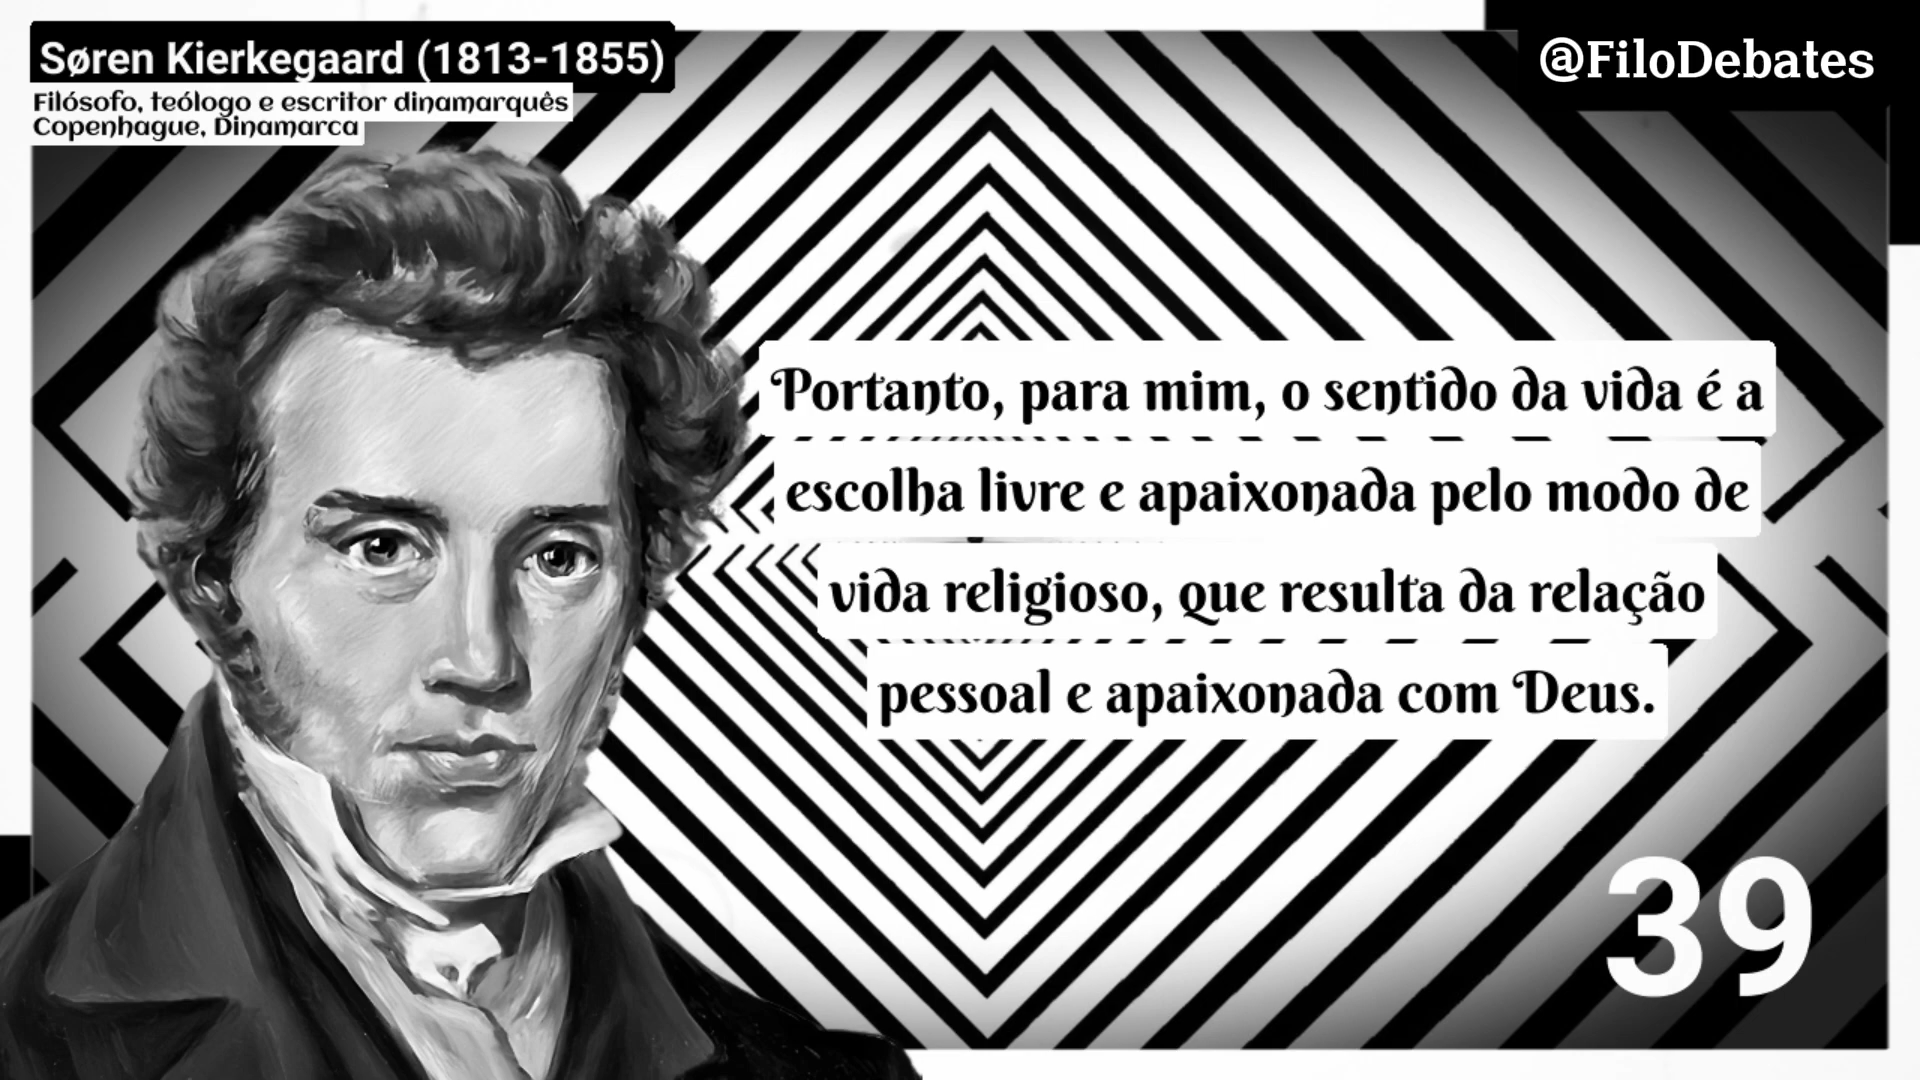 Søren Kierkegaard (1813-1855)
Filósofo, teólogo e escritor dinamarquês
Copenhague, Dinamarca
@FiloDebates
Portanto, para mim, o sentido da vida é a
escolha livre e apaixonada pelo modo de
vida religioso, que resulta da relação
pessoal e apaixonada com Deus.
39